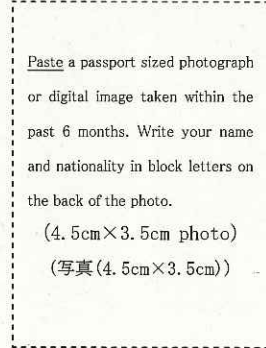 Paste a passport sized photograph
or digital image taken within the
past 6 months. Write your name
and nationality in block letters on
the back of the photo.
(4.5cm×3.5cm photo)
(写真(4.5cm×3.5cm))